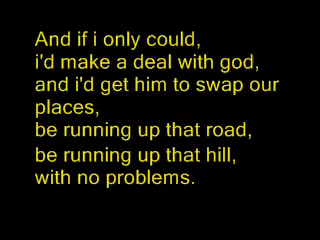 And if i only could,
i'd make a deal with god,
and i'd get him to swap our
places,
be running up that road,
be running up that hill,
with no problems.